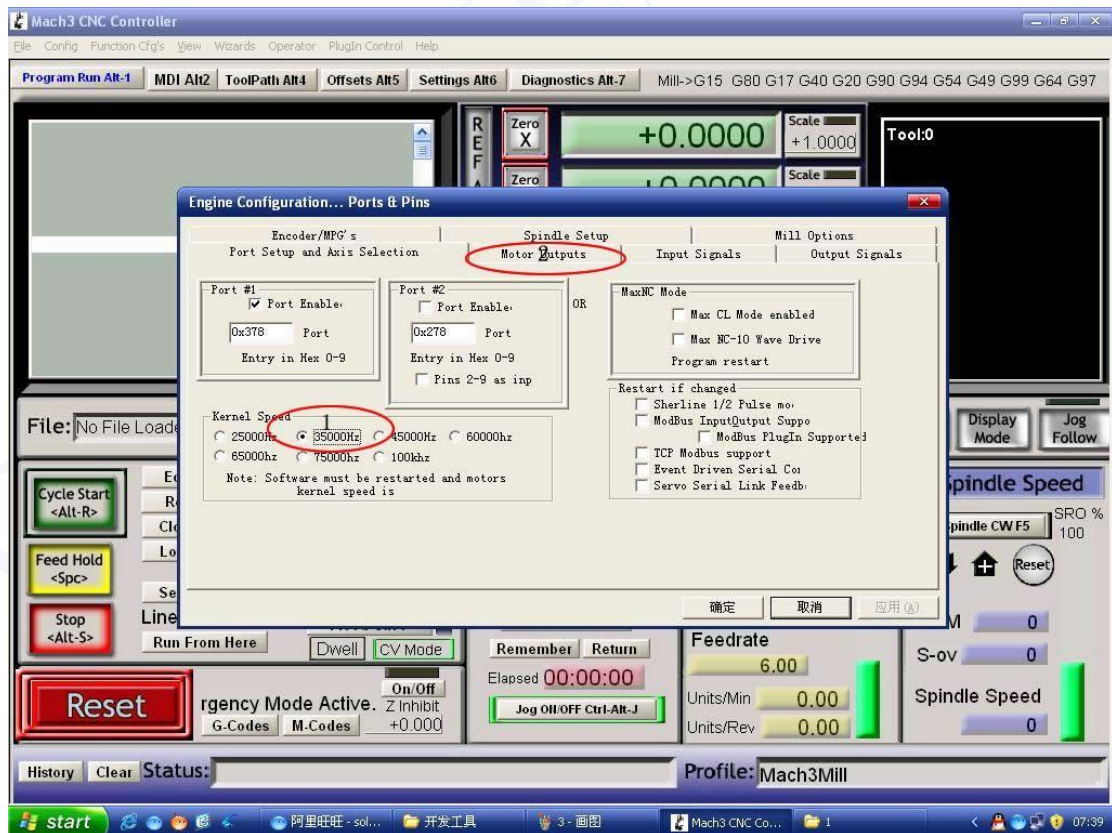 Mach3 CNC Controller
File Config Function Cfg's View Wizards Operator PlugIn Control Help
Program Run Alt-1 MDI Alt2 ToolPath Alt4 Offsets Alt5 Settings Alt6 Diagnostics Alt-7 Mill->G15 G80 G17 G40 G20 G90 G94 G54 G49 G99 G64 G97
REF
Zero X +0.0000 Scale +1.0000
Tool:0
Zero Scale
Engine Configuration... Ports & Pins
Encoder/MPG's Spindle Setup Mill Options
Port Setup and Axis Selection Motor Outputs Input Signals Output Signals
2
Port #1
Port Enable
0x378 Port
Entry in Hex 0-9
Port #2
Port Enable
0x278 Port
Entry in Hex 0-9
Pins 2-9 as inp
OR
MaxNC Mode
Max CL Mode enabled
Max NC-10 Wave Drive
Program restart
Restart if changed
Sherline 1/2 Pulse mo
ModBus InputOutput Suppo
ModBus PlugIn Supported
TCP Modbus support
Event Driven Serial Co
Servo Serial Link Feedb
Kernel Speed
1
25000Hz 35000Hz 45000Hz 60000hz
65000hz 75000hz 100khz
Note: Software must be restarted and motors
kernel speed is
确定 取消 应用(A)
File: No File Loade
Display Mode Jog Follow
Cycle Start <Alt-R>
Feed Hold <Spc>
Stop <Alt-S>
Ed
R
Clo
Lo
Se
Line
Run From Here
Dwell CV Mode
Remember Return
Elapsed 00:00:00
Jog ON/OFF Ctrl-Alt-J
Feedrate
6.00
Units/Min 0.00
Units/Rev 0.00
pindle Speed
pindle CW F5
SRO %
100
Reset
M 0
S-ov 0
Spindle Speed
0
Reset
rgency Mode Active.
On/Off
Z Inhibit
+0.000
G-Codes M-Codes
History Clear Status: Profile: Mach3Mill
start 阿里旺旺 - sol... 开发工具 3 - 画图 Mach3 CNC Co... 1 07:39